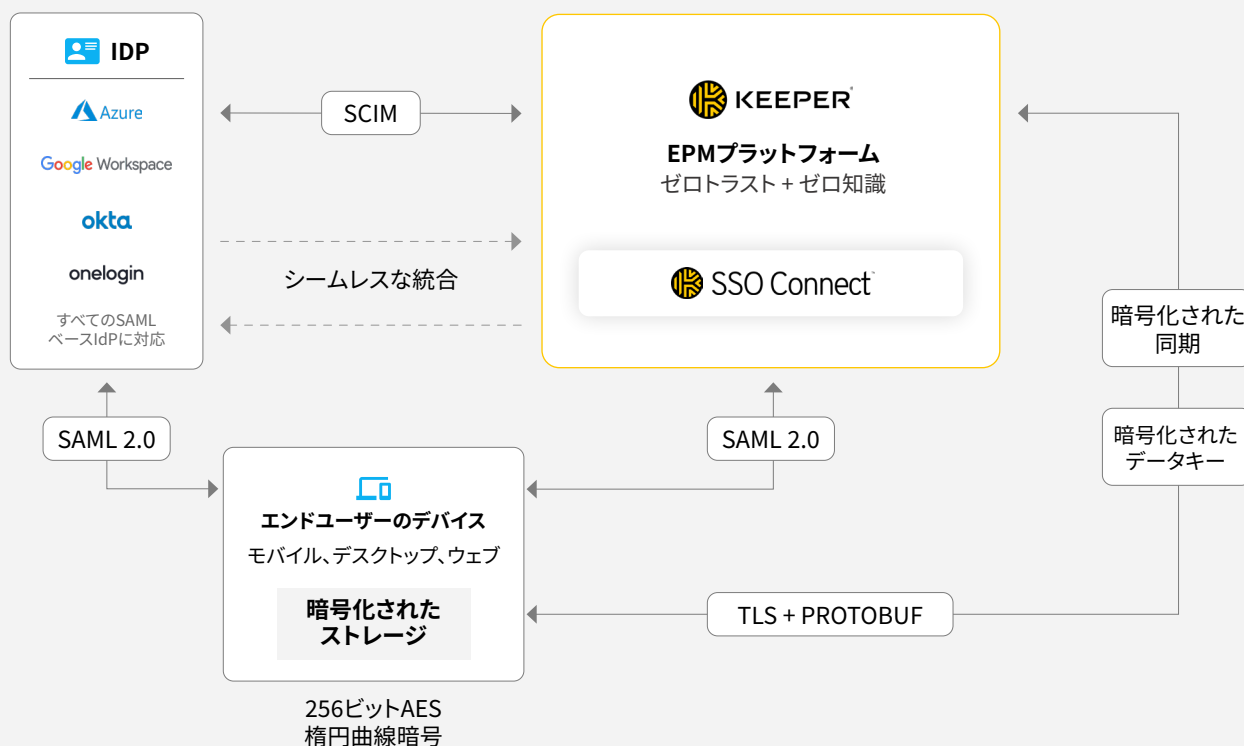 IDP
Azure
Google Workspace
okta
onelogin
すべてのSAML
ベースIdPに対応
SCIM
シームレスな統合
KEEPER
EPMプラットフォーム
ゼロトラスト + ゼロ知識
SSO Connect
暗号化された
同期
暗号化された
データキー
SAML 2.0
SAML 2.0
エンドユーザーのデバイス
モバイル、デスクトップ、ウェブ
暗号化された
ストレージ
TLS + PROTOBUF
256ビットAES
楕円曲線暗号